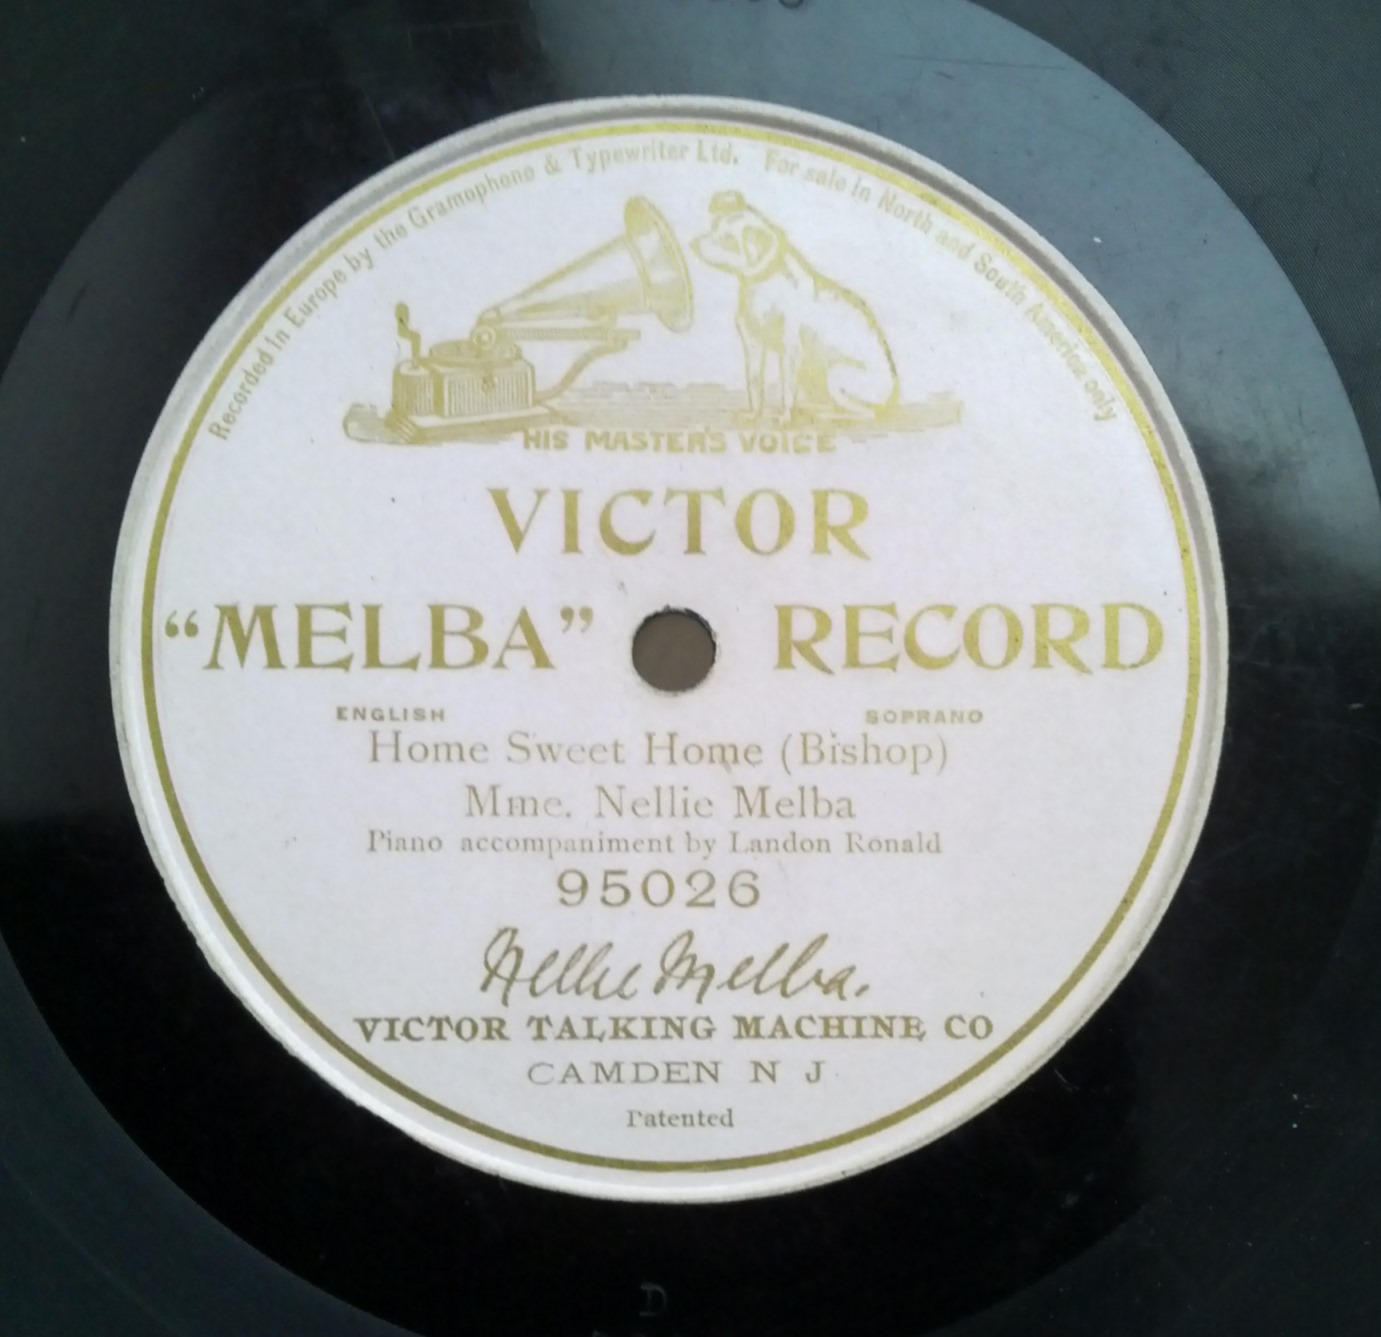 Recorded in Europe by the Gramophone & Typewriter Ltd. For sale in North and South America only
HIS MASTER'S VOICE
VICTOR
“MELBA” RECORD
ENGLISH SOPRANO
Home Sweet Home (Bishop)
Mme. Nellie Melba
Piano accompaniment by Landon Ronald
95026
Nellie Melba.
VICTOR TALKING MACHINE CO
CAMDEN N J
Patented
D